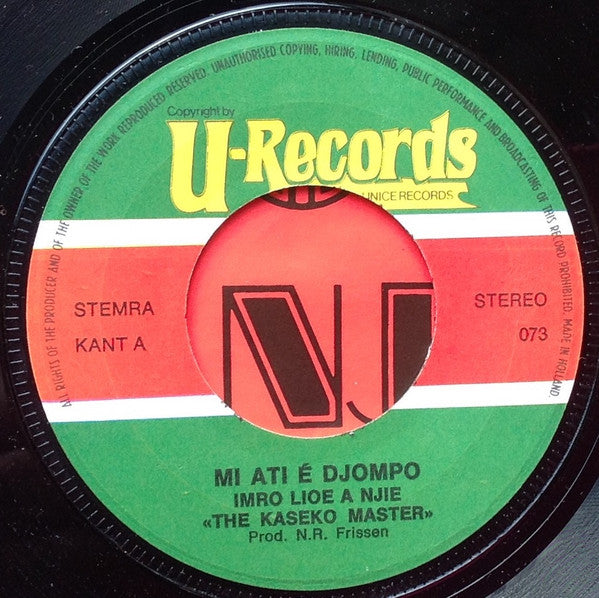 ALL RIGHTS OF THE PRODUCER AND OF THE OWNER OF THE WORK REPRODUCED RESERVED. UNAUTHORISED COPYING, HIRING, LENDING, PUBLIC PERFORMANCE AND BROADCASTING OF THIS RECORD PROHIBITED. MADE IN HOLLAND.
Copyright by
U-Records
UNICE RECORDS
STEMRA
KANT A
STEREO
073
MI ATI É DJOMPO
IMRO LIOE A NJIE
«THE KASEKO MASTER»
Prod. N.R. Frissen